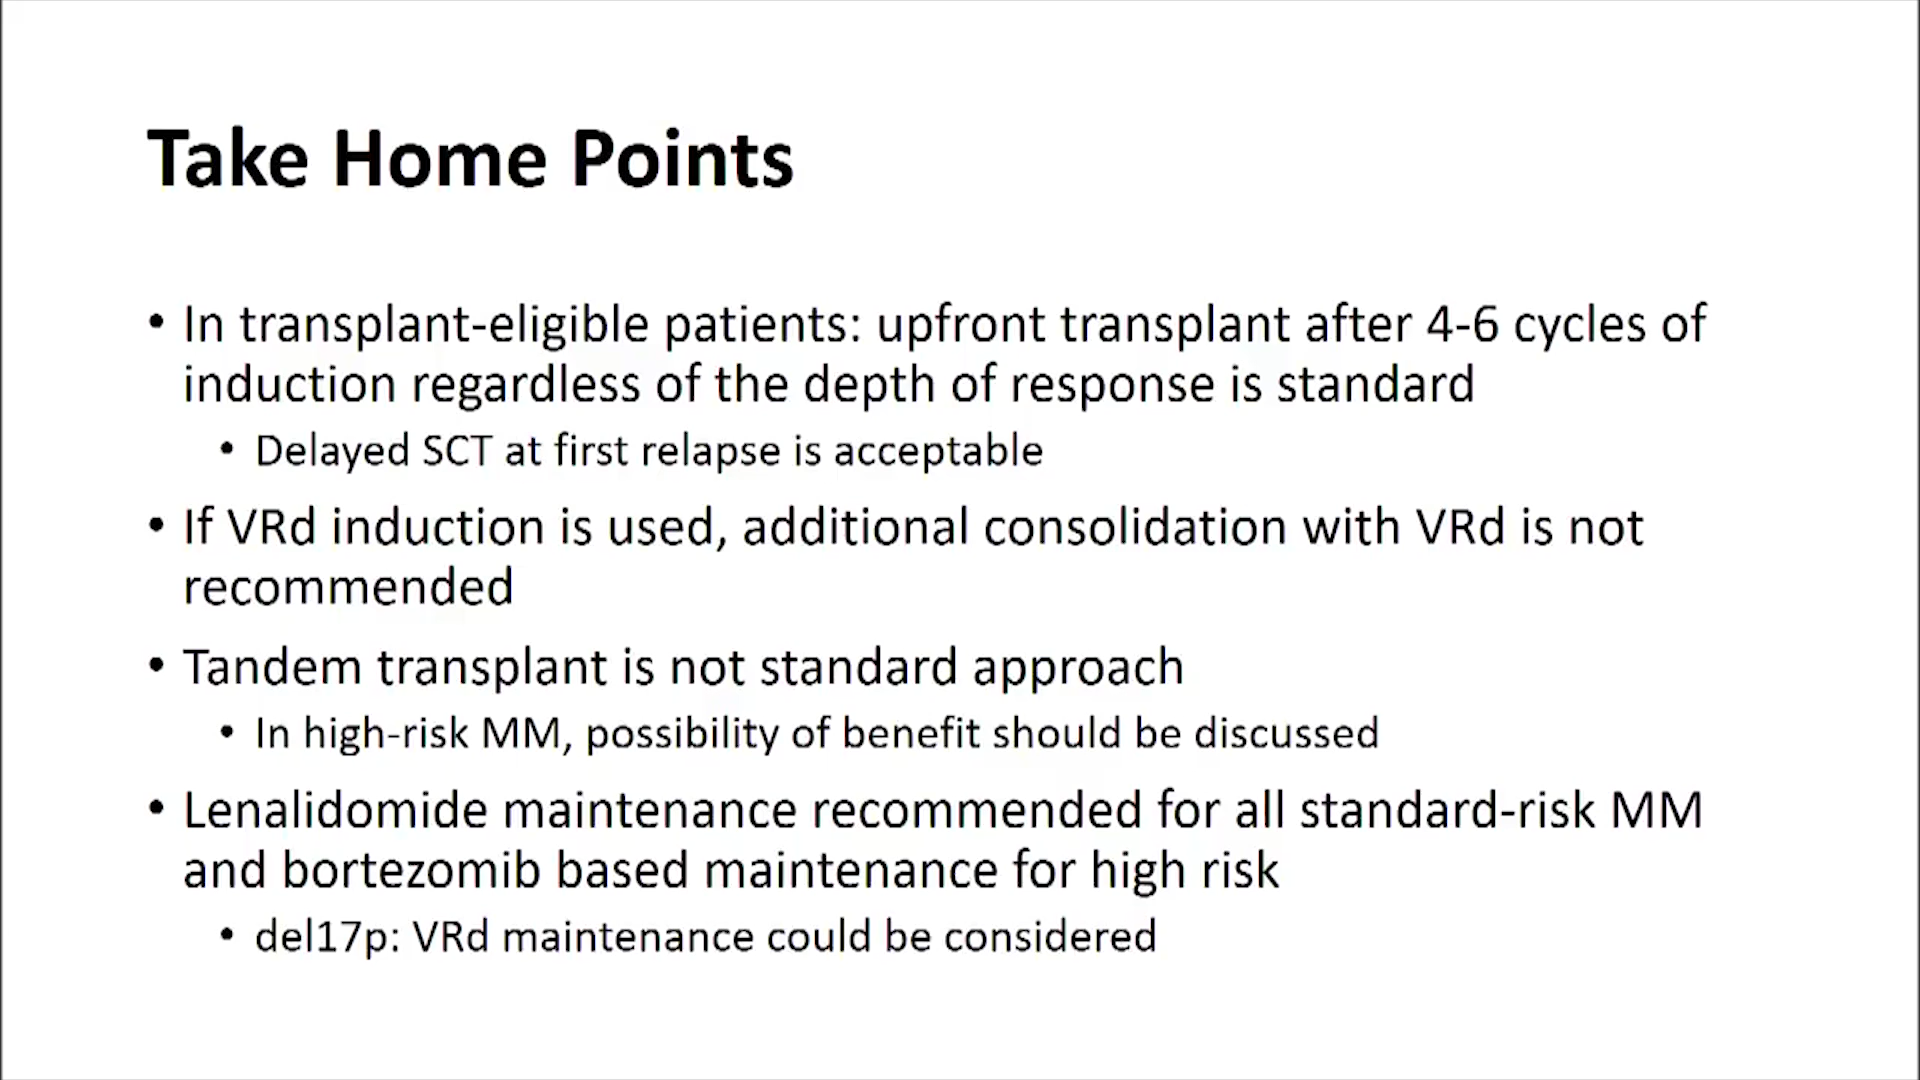 Take Home Points
• In transplant-eligible patients: upfront transplant after 4-6 cycles of
induction regardless of the depth of response is standard
• Delayed SCT at first relapse is acceptable
• If VRd induction is used, additional consolidation with VRd is not
recommended
• Tandem transplant is not standard approach
• In high-risk MM, possibility of benefit should be discussed
• Lenalidomide maintenance recommended for all standard-risk MM
and bortezomib based maintenance for high risk
• del17p: VRd maintenance could be considered